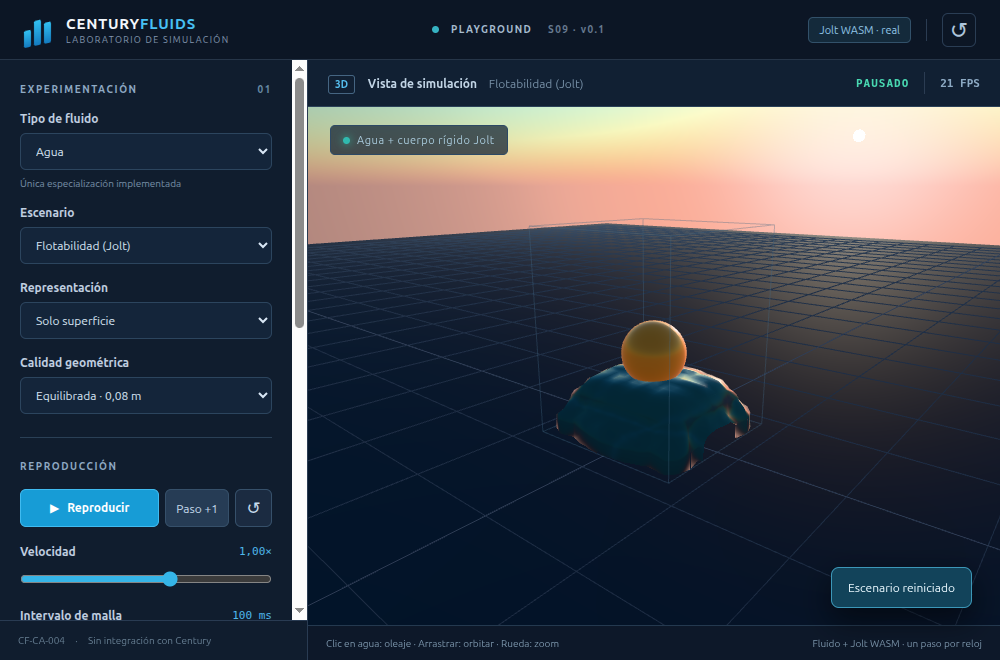 CENTURYFLUIDS
LABORATORIO DE SIMULACIÓN
PLAYGROUND S09 · v0.1
Jolt WASM · real
↺
EXPERIMENTACIÓN 01
Tipo de fluido
Agua
Única especialización implementada
Escenario
Flotabilidad (Jolt)
Representación
Solo superficie
Calidad geométrica
Equilibrada · 0,08 m
REPRODUCCIÓN
▶ Reproducir
Paso +1
↺
Velocidad 1,00×
Intervalo de malla 100 ms
CF-CA-004 · Sin integración con Century
3D Vista de simulación Flotabilidad (Jolt)
PAUSADO 21 FPS
Agua + cuerpo rígido Jolt
Escenario reiniciado
Clic en agua: oleaje · Arrastrar: orbitar · Rueda: zoom
Fluido + Jolt WASM · un paso por reloj